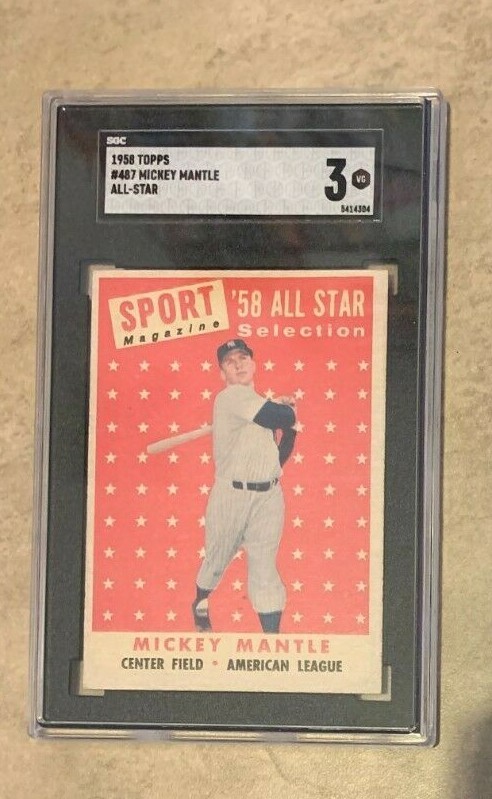 SGC
1958 TOPPS
#487 MICKEY MANTLE
ALL-STAR
3 VG
5414304
SPORT
Magazine
'58 ALL STAR
Selection
MICKEY MANTLE
CENTER FIELD • AMERICAN LEAGUE